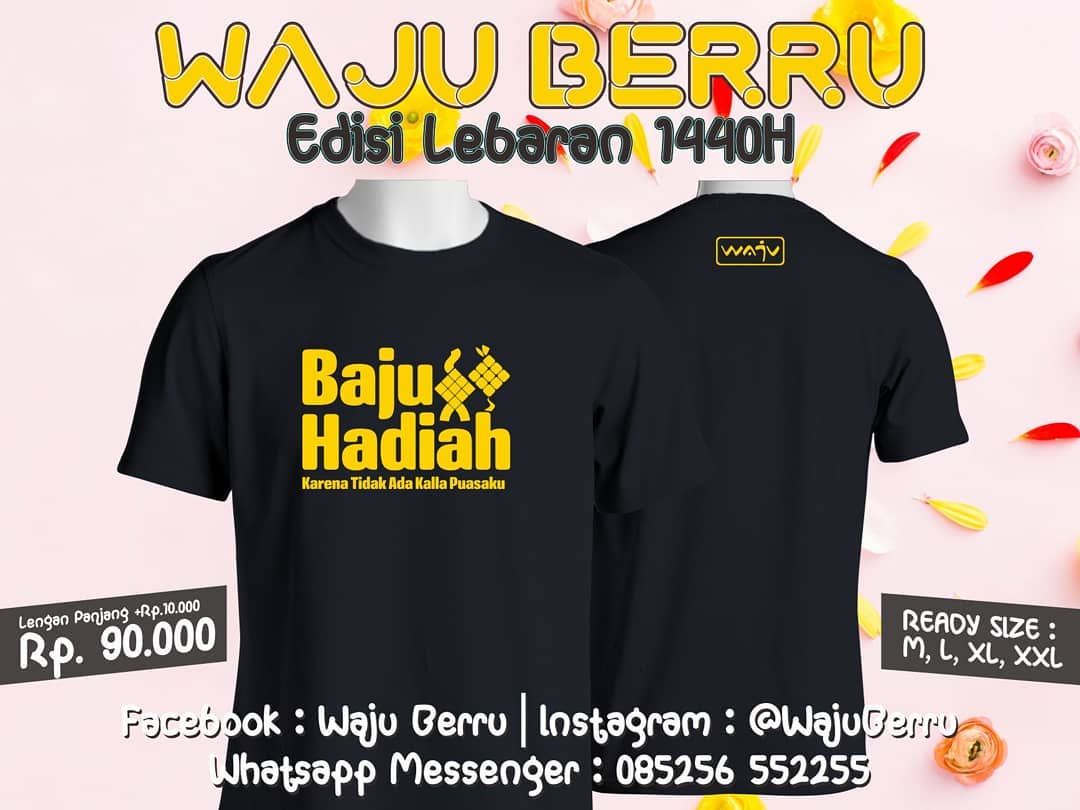 WAJU BERRU
Edisi Lebaran 1440H
waju
Baju
Hadiah
Karena Tidak Ada Kalla Puasaku
Lengan Panjang +Rp.10.000
Rp. 90.000
READY SIZE :
M, L, XL, XXL
Facebook : Waju Berru | Instagram : @WajuBerru
Whatsapp Messenger : 085256 552255